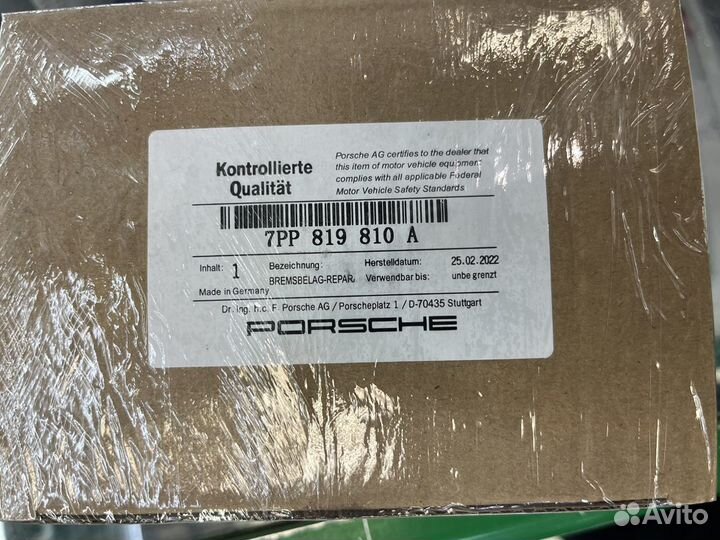 Kontrollierte
Qualität
Porsche AG certifies to the dealer that
this item of motor vehicle equipment
complies with all applicable Federal
Motor Vehicle Safety Standards
7PP 819 810 A
Inhalt: 1 Bezeichnung: Herstelldatum: 25.02.2022
BREMSBELAG-REPAR. Verwendbar bis: unbe grenzt
Made in Germany
Dr. Ing. h.c. F. Porsche AG / Porscheplatz 1 / D-70435 Stuttgart
PORSCHE
Avito